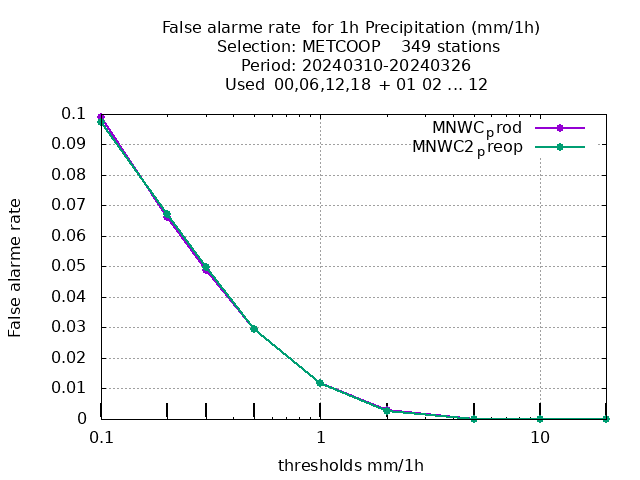 False alarme rate  for 1h Precipitation (mm/1h)
Selection: METCOOP    349 stations
Period: 20240310-20240326
Used  00,06,12,18  + 01 02 ... 12
MNWC_prod
MNWC2_preop
0.1
0.09
0.08
0.07
0.06
0.05
0.04
0.03
0.02
0.01
0
False alarme rate
0.1 1 10
thresholds mm/1h